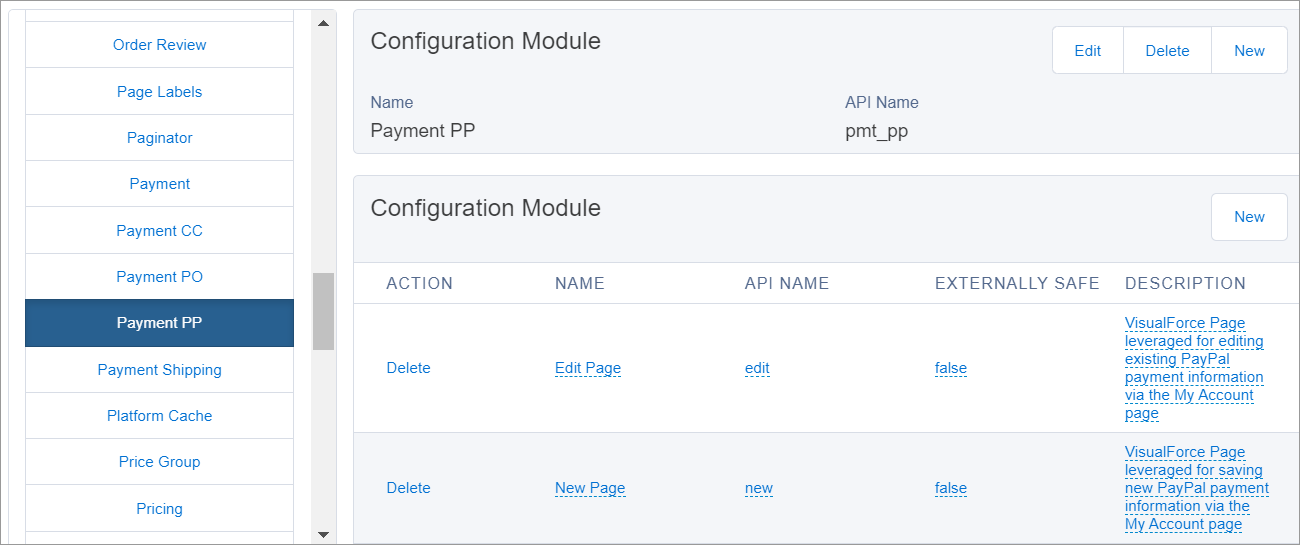 Order Review
Page Labels
Paginator
Payment
Payment CC
Payment PO
Payment PP
Payment Shipping
Platform Cache
Price Group
Pricing
Configuration Module
Edit
Delete
New
Name
API Name
Payment PP
pmt_pp
Configuration Module
New
ACTION
NAME
API NAME
EXTERNALLY SAFE
DESCRIPTION
Delete
Edit Page
edit
false
VisualForce Page
leveraged for editing
existing PayPal
payment information
via the My Account
page
Delete
New Page
new
false
VisualForce Page
leveraged for saving
new PayPal payment
information via the
My Account page